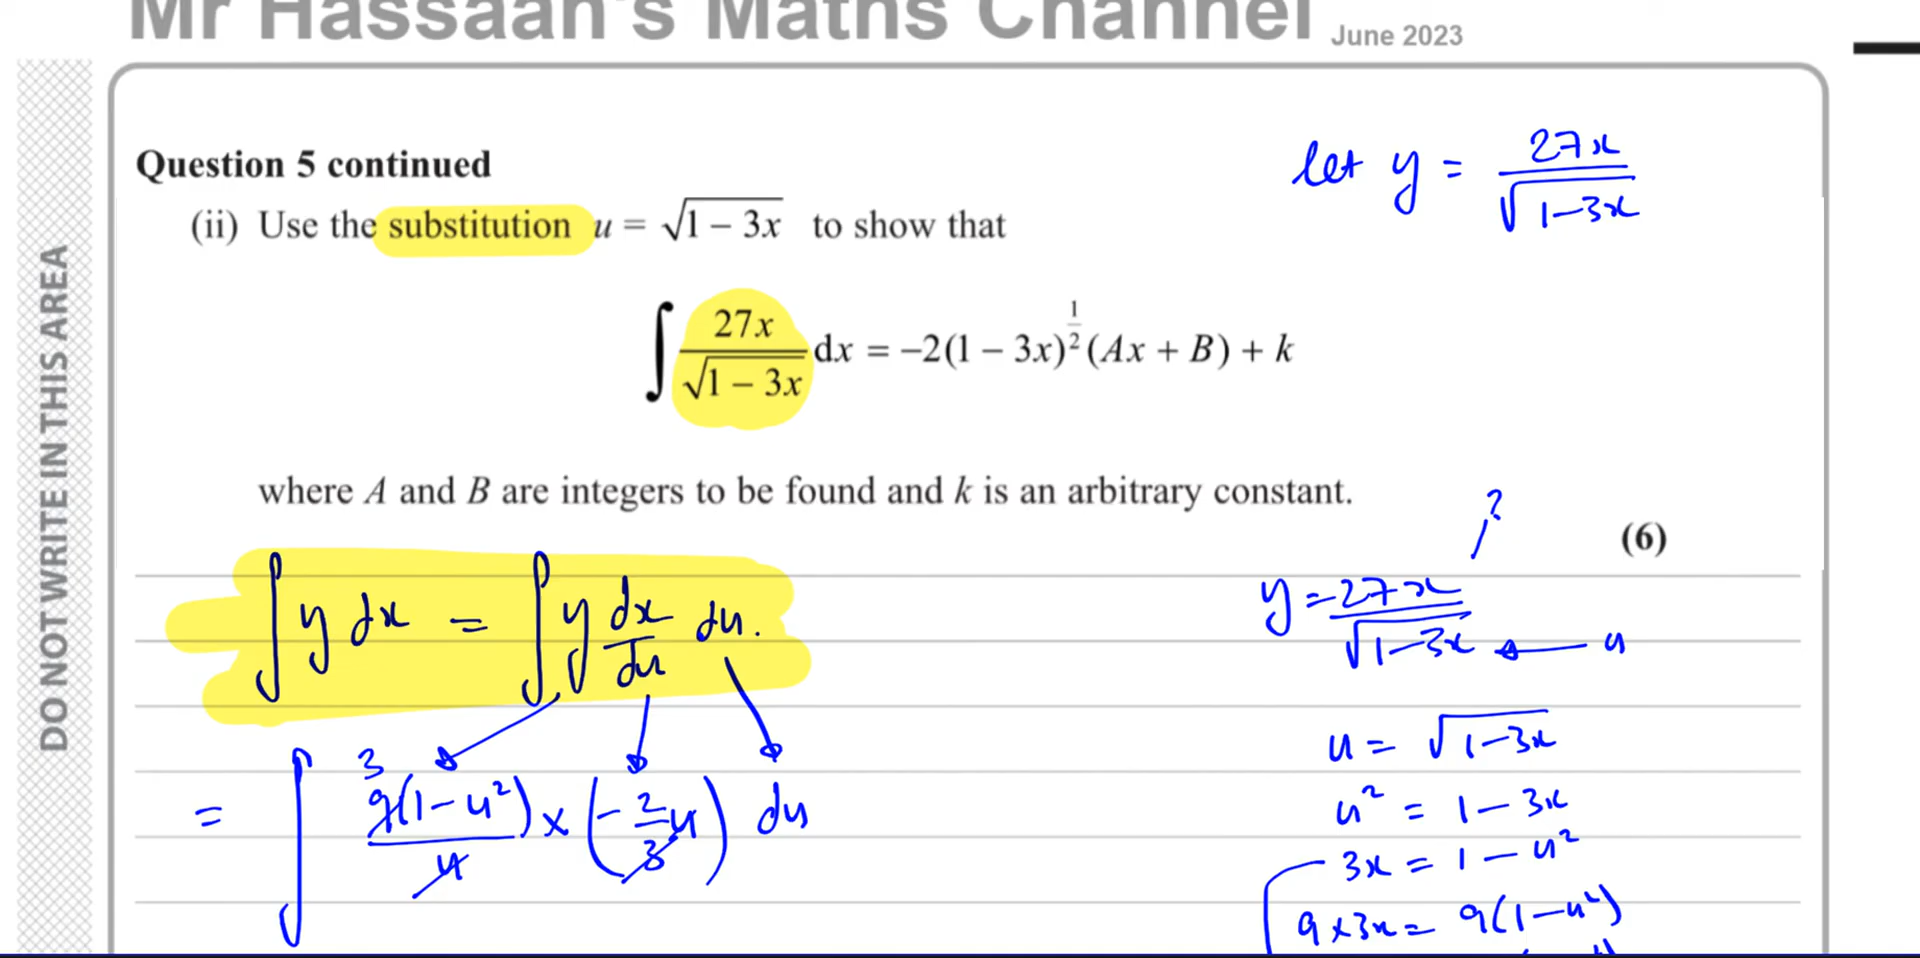 Mr Hassaan's Maths Channel
June 2023
DO NOT WRITE IN THIS AREA
Question 5 continued
(ii) Use the substitution u = √(1 – 3x) to show that
∫ 27x/√(1 – 3x) dx = –2(1 – 3x)^(1/2) (Ax + B) + k
where A and B are integers to be found and k is an arbitrary constant.
(6)
let y = 27x/√(1-3x)
∫ y dx = ∫ y dx/du du.
= ∫ 3 9(1-u²)/u × (-2/3 u) du
?
y = 27x/√(1-3x) ← u
u = √(1-3x)
u² = 1-3x
3x = 1-u²
9×3x = 9(1-u²)